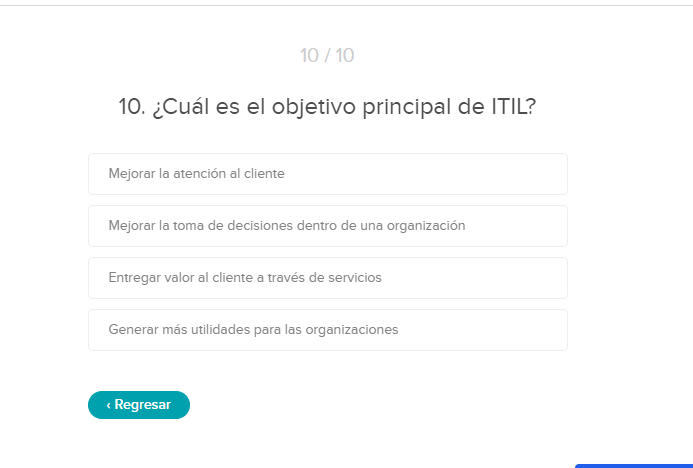 10 / 10
10. ¿Cuál es el objetivo principal de ITIL?
Mejorar la atención al cliente
Mejorar la toma de decisiones dentro de una organización
Entregar valor al cliente a través de servicios
Generar más utilidades para las organizaciones
‹ Regresar